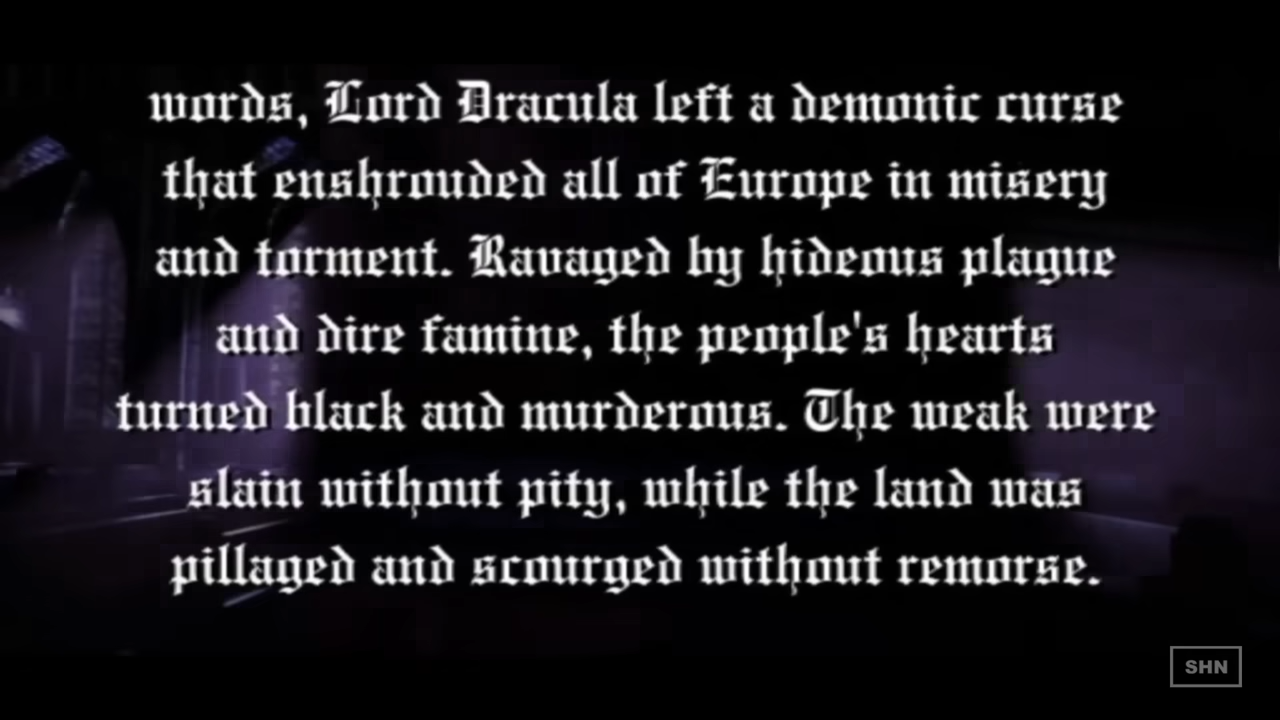 words, Lord Dracula left a demonic curse
that enshrouded all of Europe in misery
and torment. Ravaged by hideous plague
and dire famine, the people's hearts
turned black and murderous. The weak were
slain without pity, while the land was
pillaged and scourged without remorse.
SHN